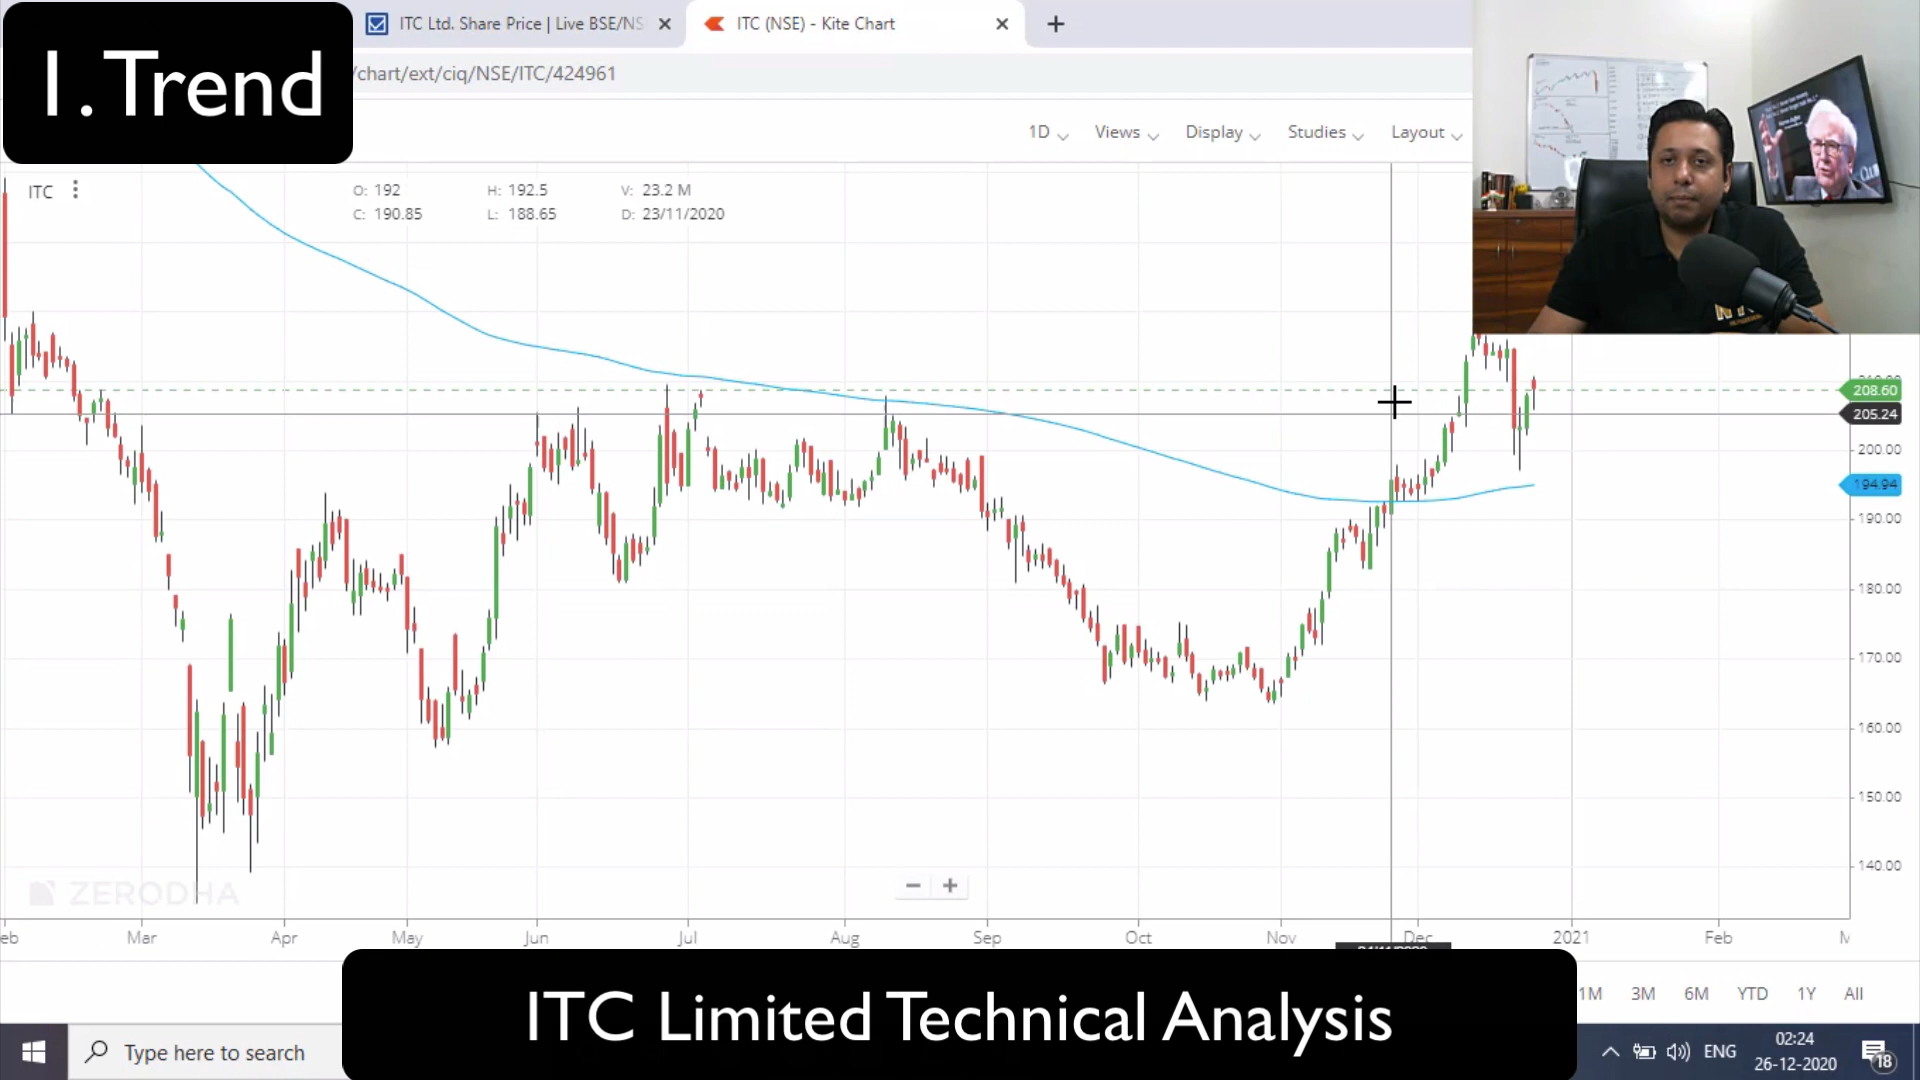 1.Trend
ITC Ltd. Share Price | Live BSE/NS
ITC (NSE) - Kite Chart
/chart/ext/ciq/NSE/ITC/424961
1D Views Display Studies Layout
ITC
O: 192 H: 192.5 V: 23.2 M
C: 190.85 L: 188.65 D: 23/11/2020
208.60
205.24
200.00
194.94
190.00
180.00
170.00
160.00
150.00
140.00
ZERODHA
eb Mar Apr May Jun Jul Aug Sep Oct Nov Dec 2021 Feb M
1M 3M 6M YTD 1Y All
ITC Limited Technical Analysis
Type here to search
ENG
02:24
26-12-2020
18